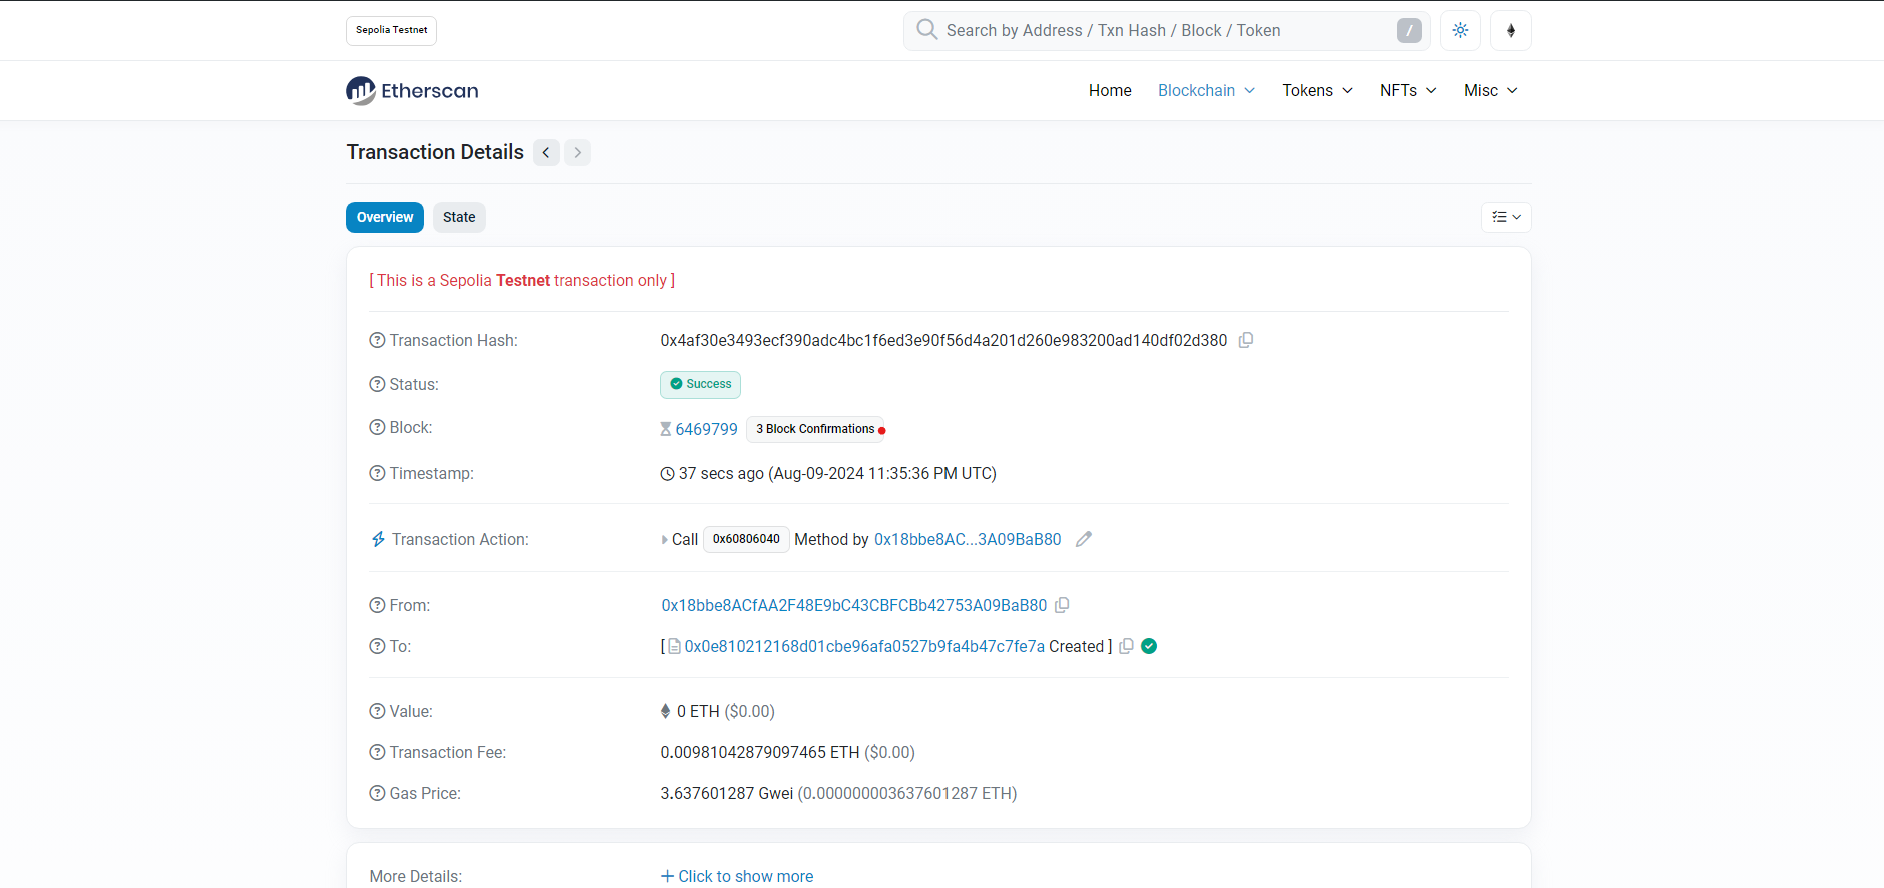 Sepolia Testnet
Search by Address / Txn Hash / Block / Token /
Etherscan
Home Blockchain Tokens NFTs Misc
Transaction Details
Overview State
[ This is a Sepolia Testnet transaction only ]
Transaction Hash: 0x4af30e3493ecf390adc4bc1f6ed3e90f56d4a201d260e983200ad140df02d380
Status: Success
Block: 6469799 3 Block Confirmations
Timestamp: 37 secs ago (Aug-09-2024 11:35:36 PM UTC)
Transaction Action: Call 0x60806040 Method by 0x18bbe8AC...3A09BaB80
From: 0x18bbe8ACfAA2F48E9bC43CBFCBb42753A09BaB80
To: [ 0x0e810212168d01cbe96afa0527b9fa4b47c7fe7a Created ]
Value: 0 ETH ($0.00)
Transaction Fee: 0.00981042879097465 ETH ($0.00)
Gas Price: 3.637601287 Gwei (0.000000003637601287 ETH)
More Details: Click to show more